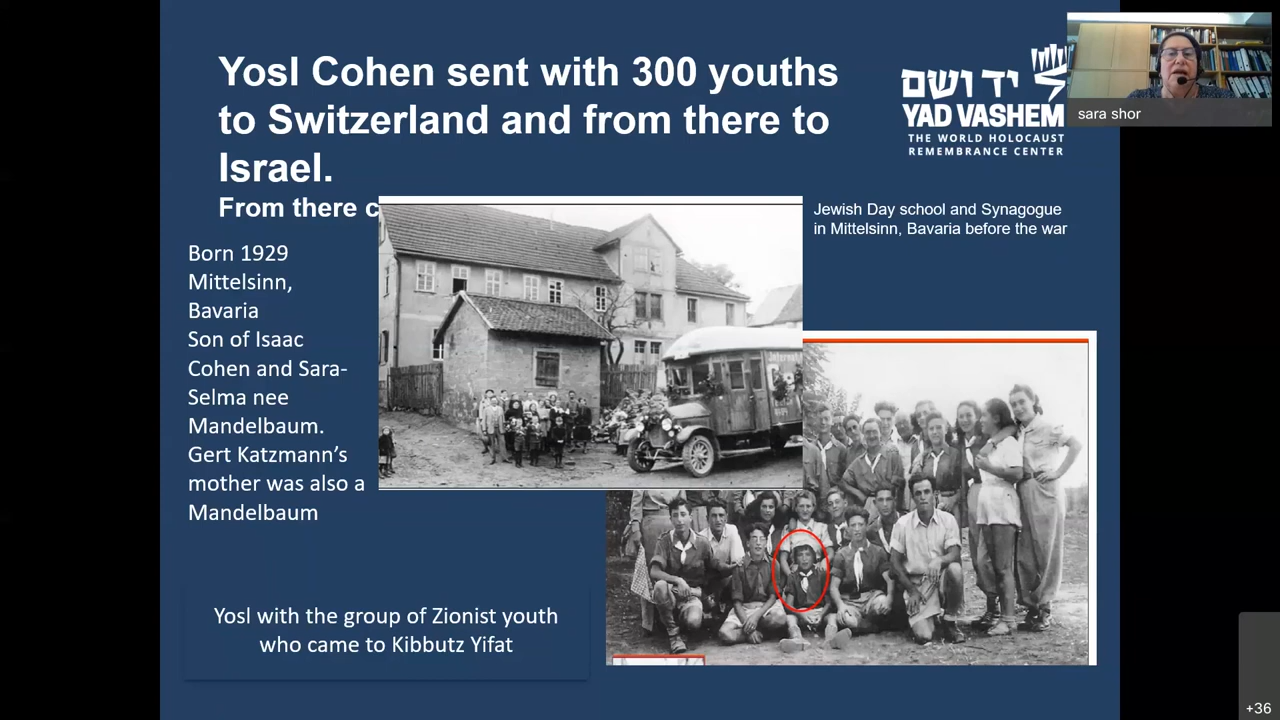 Yosl Cohen sent with 300 youths
to Switzerland and from there to
Israel.
From there c
יד ושם
YAD VASHEM
THE WORLD HOLOCAUST
REMEMBRANCE CENTER
sara shor
Jewish Day school and Synagogue
in Mittelsinn, Bavaria before the war
Born 1929
Mittelsinn,
Bavaria
Son of Isaac
Cohen and Sara-
Selma nee
Mandelbaum.
Gert Katzmann’s
mother was also a
Mandelbaum
Yosl with the group of Zionist youth
who came to Kibbutz Yifat
+36